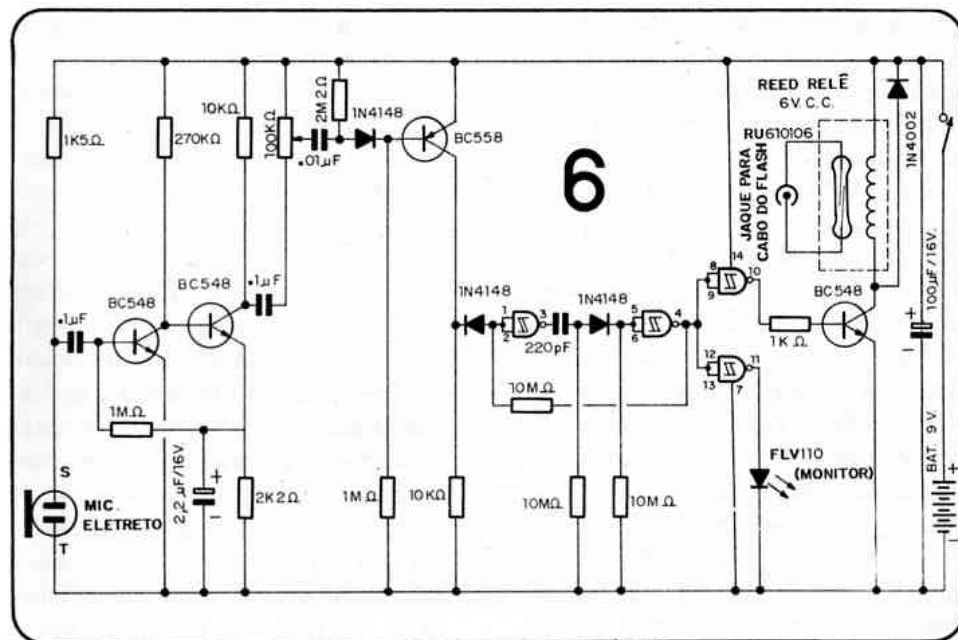 1K5Ω
270KΩ
10KΩ
100KΩ
.01µF
2M2Ω
1N4148
BC558
6
REED RELÊ
6V. C.C.
RU610106
JAQUE PARA
CABO DO FLASH
1N4002
.1µF
BC548
BC548
.1µF
1N4148
1
2
3
220pF
1N4148
5
6
4
8
9
14
10
12
13
11
7
1KΩ
BC548
+
100µF/16V.
-
10MΩ
1MΩ
2,2µF/16V.
+
-
2K2Ω
1MΩ
10KΩ
10MΩ
10MΩ
FLV110
(MONITOR)
BAT. 9V.
+
-
S
MIC.
ELETRETO
T